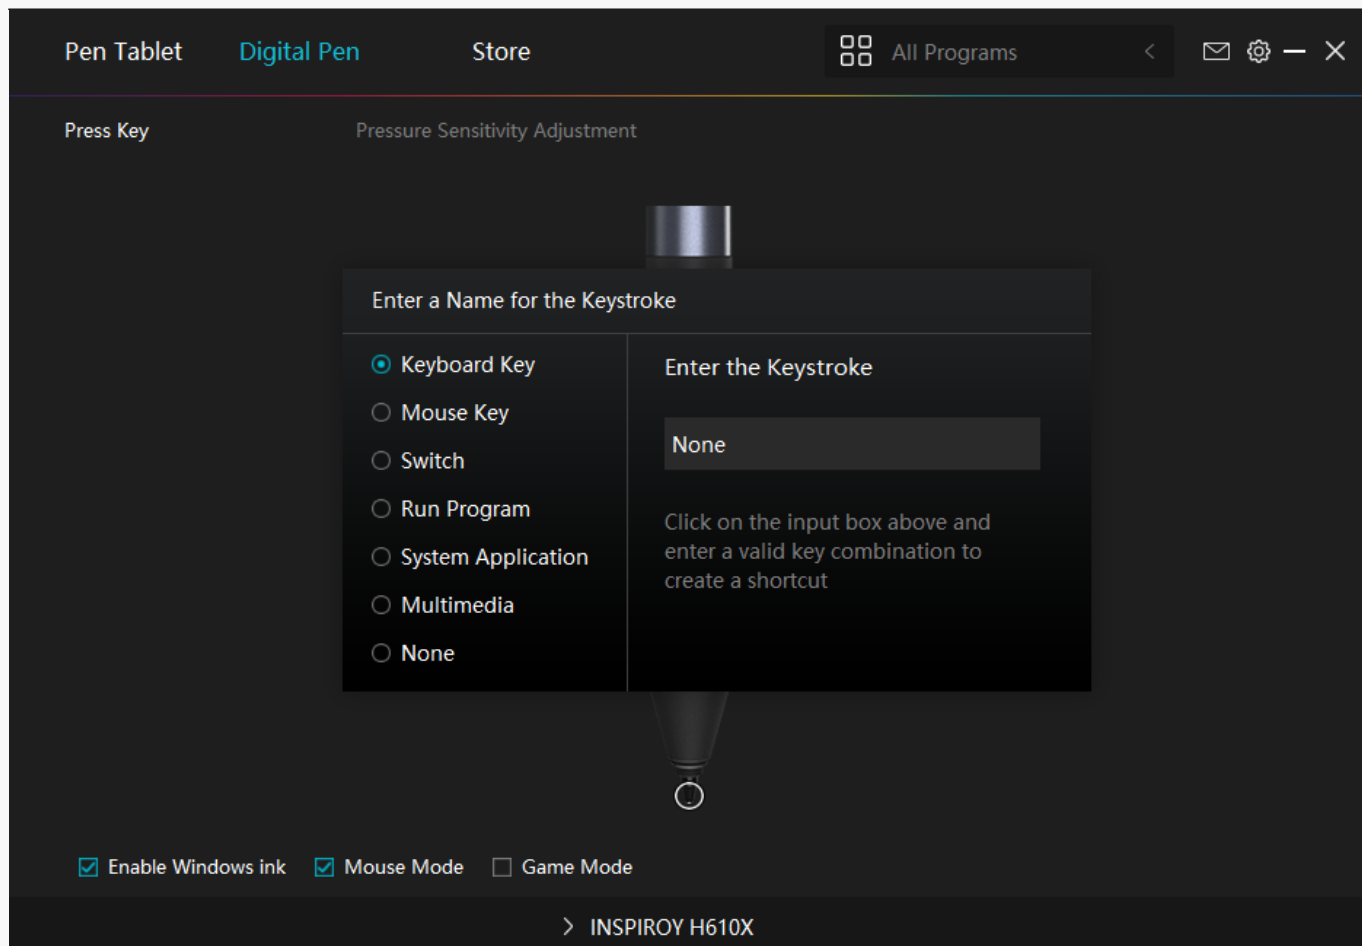 Pen Tablet Digital Pen Store All Programs
Press Key Pressure Sensitivity Adjustment
Enter a Name for the Keystroke
Keyboard Key
Mouse Key
Switch
Run Program
System Application
Multimedia
None
Enter the Keystroke
None
Click on the input box above and
enter a valid key combination to
create a shortcut
Enable Windows ink Mouse Mode Game Mode
INSPIROY H610X